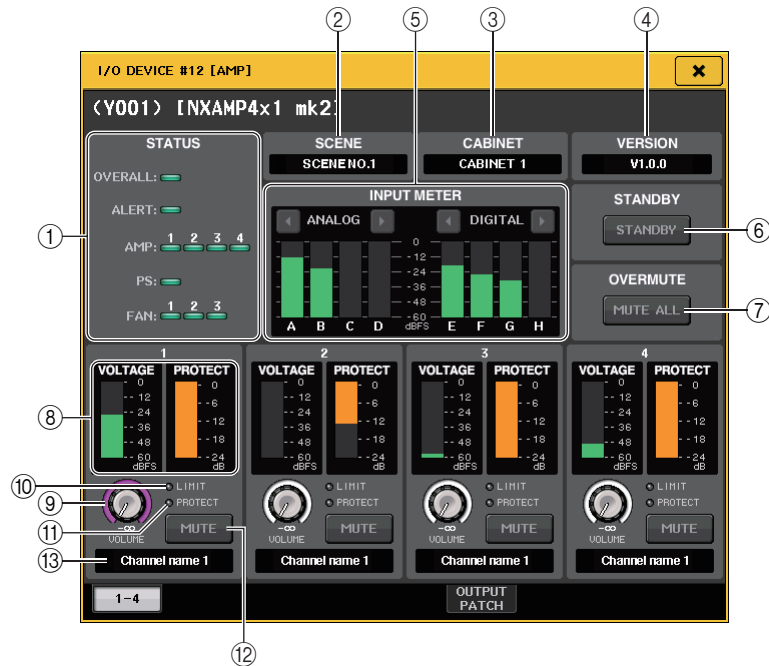 ② ⑤ ③ ④
I/O DEVICE #12 [AMP]
(Y001) [NXAMP4x1 mk2]
STATUS
OVERALL:
ALERT:
AMP: 1 2 3 4
PS:
FAN: 1 2 3
①
SCENE
SCENE NO.1
CABINET
CABINET 1
VERSION
V1.0.0
INPUT METER
ANALOG
DIGITAL
0
-12
-24
-36
-48
-60
dBFS
A B C D
E F G H
STANDBY
STANDBY
⑥
OVERMUTE
MUTE ALL
⑦
1
VOLTAGE PROTECT
0
12
24
36
48
60
dBFS
0
-6
-12
-18
-24
dB
⑧
⑩
LIMIT
⑨
⑪
PROTECT
-∞
VOLUME
MUTE
⑬
Channel name 1
2
VOLTAGE PROTECT
0
12
24
36
48
60
dBFS
0
-6
-12
-18
-24
dB
LIMIT
PROTECT
-∞
VOLUME
MUTE
Channel name 1
3
VOLTAGE PROTECT
0
12
24
36
48
60
dBFS
0
-6
-12
-18
-24
dB
LIMIT
PROTECT
-∞
VOLUME
MUTE
Channel name 1
4
VOLTAGE PROTECT
0
12
24
36
48
60
dBFS
0
-6
-12
-18
-24
dB
LIMIT
PROTECT
-∞
VOLUME
MUTE
Channel name 1
1-4
OUTPUT
PATCH
⑫